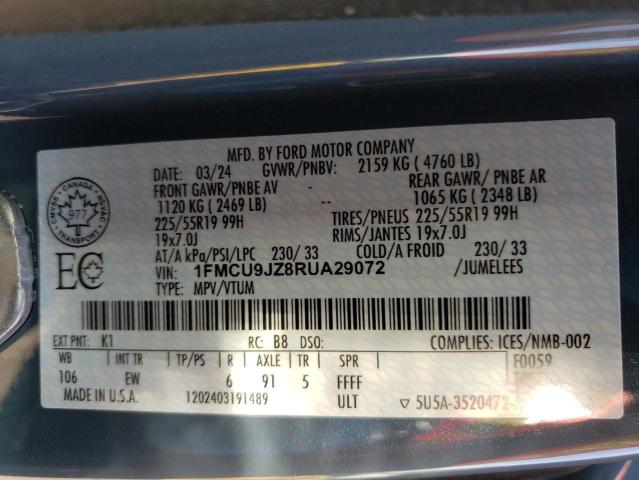 MFD. BY FORD MOTOR COMPANY
DATE: 03/24 GVWR/PNBV: 2159 KG ( 4760 LB)
FRONT GAWR/PNBE AV - REAR GAWR/ PNBE AR
1120 KG ( 2469 LB) -- 1065 KG ( 2348 LB)
225/55R19 99H TIRES/PNEUS 225/55R19 99H
19x7.0J RIMS/JANTES 19x7.0J
AT/A kPa/PSI/LPC 230/ 33 COLD/A FROID 230/ 33
VIN: 1FMCU9JZ8RUA29072 /JUMELEES
TYPE: MPV/VTUM
CANADA
CMVSS NSVAC
977
TRANSPORT
EC
EXT PNT: K1 RC: B8 DSO: COMPLIES: ICES/NMB-002
WB INT TR TP/PS R AXLE TR SPR F0059
106 EW 6 91 5 FFFF
MADE IN U.S.A. 1202403191489 ULT ▽ 5U5A-3520472-